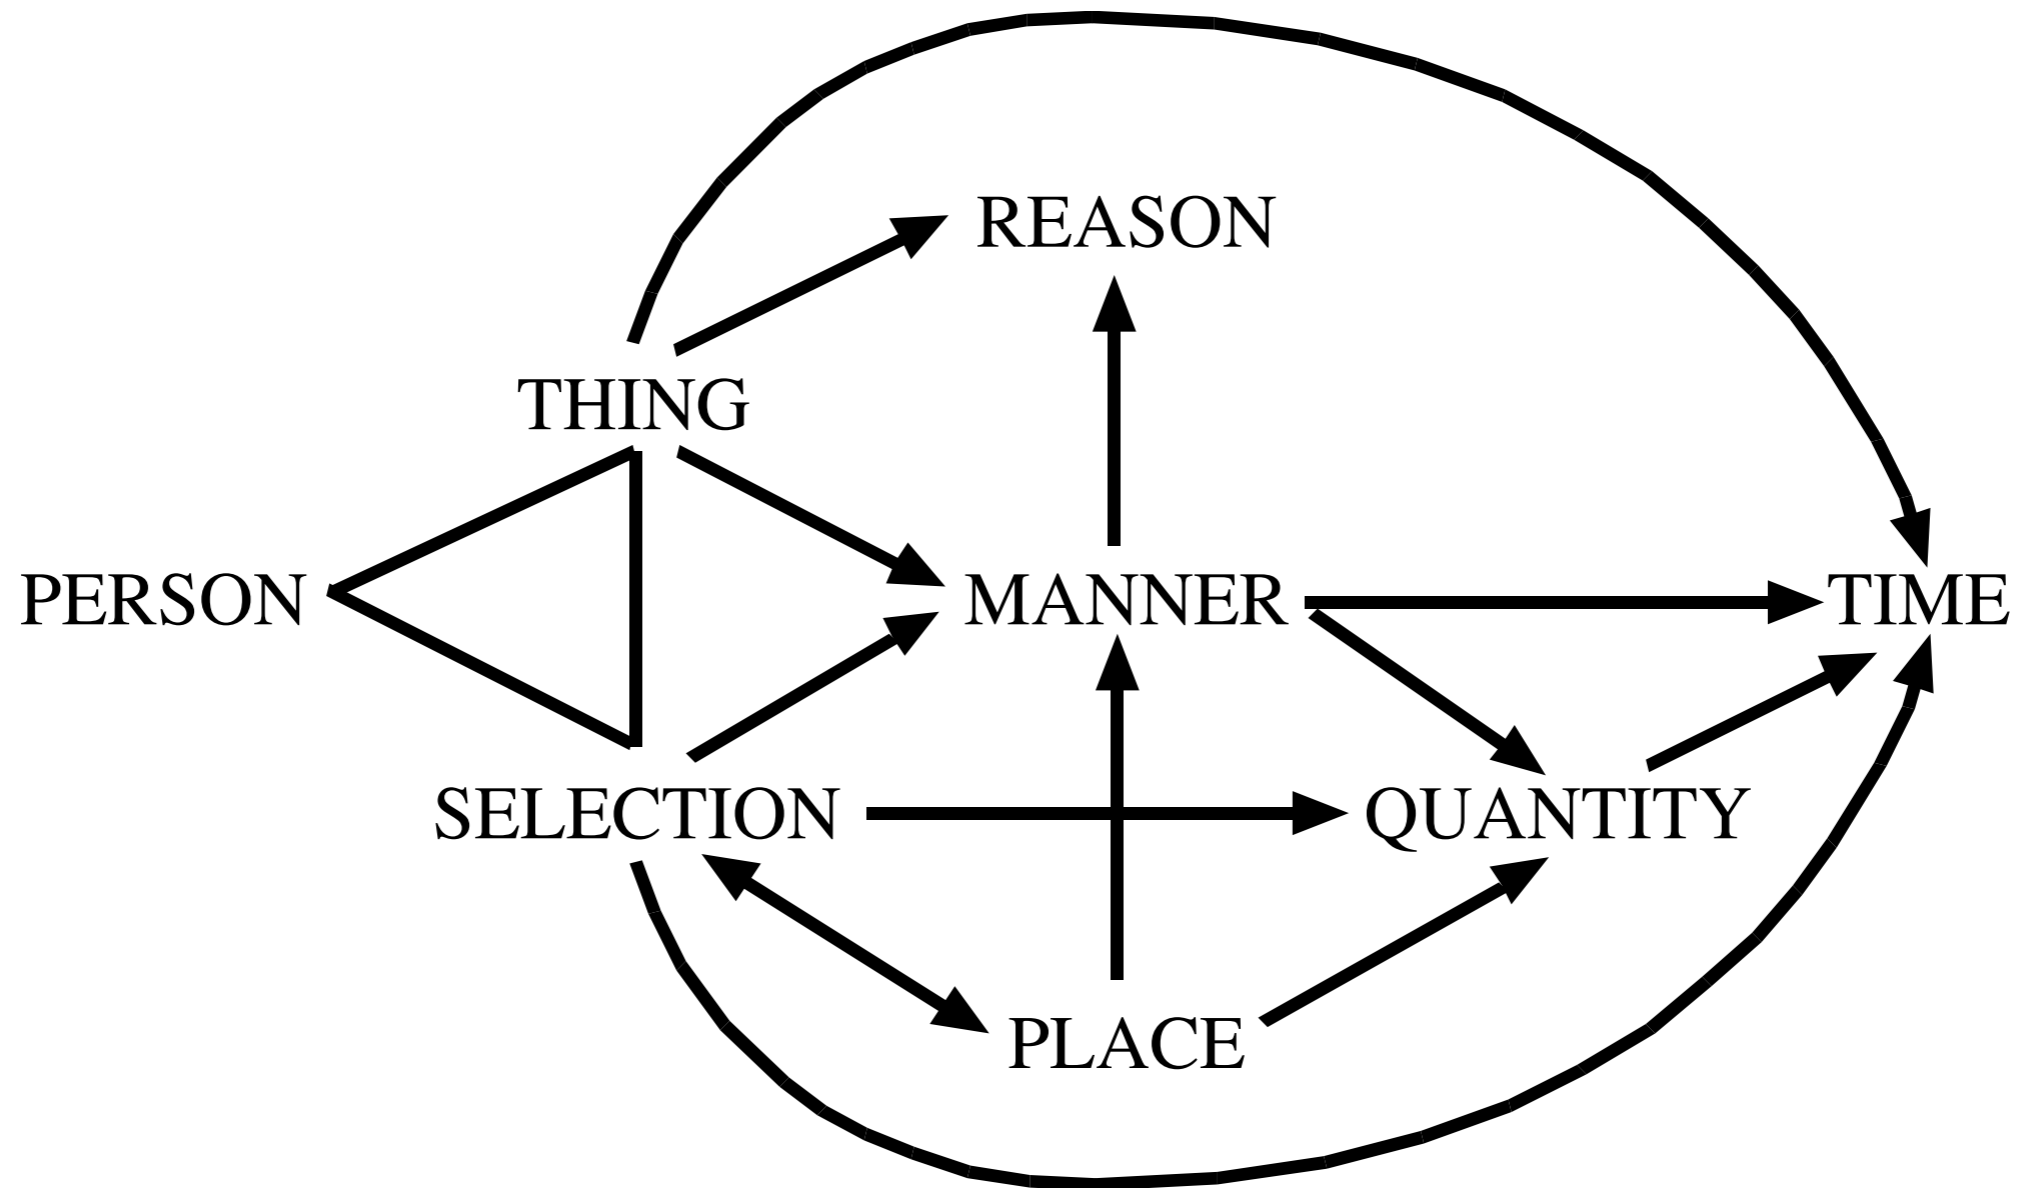 REASON
THING
PERSON
MANNER
TIME
SELECTION
QUANTITY
PLACE